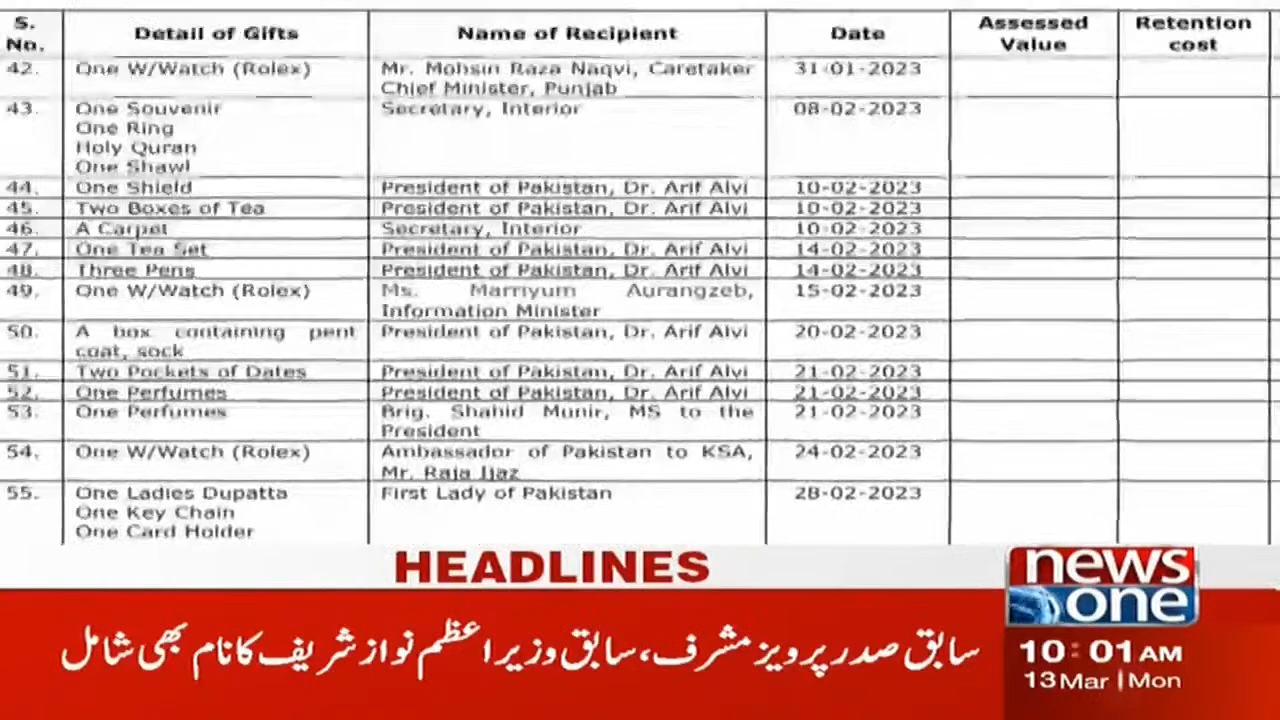 S. No. Detail of Gifts Name of Recipient Date Assessed Value Retention cost
42. One W/Watch (Rolex) Mr. Mohsin Raza Naqvi, Caretaker 31-01-2023
Chief Minister, Punjab
43. One Souvenir Secretary, Interior 08-02-2023
One Ring
Holy Quran
One Shawl
44. One Shield President of Pakistan, Dr. Arif Alvi 10-02-2023
45. Two Boxes of Tea President of Pakistan, Dr. Arif Alvi 10-02-2023
46. A Carpet Secretary, Interior 10-02-2023
47. One Tea Set President of Pakistan, Dr. Arif Alvi 14-02-2023
48. Three Pens President of Pakistan, Dr. Arif Alvi 14-02-2023
49. One W/Watch (Rolex) Ms. Marriyum Aurangzeb, 15-02-2023
Information Minister
50. A box containing pent President of Pakistan, Dr. Arif Alvi 20-02-2023
coat, sock
51. Two Pockets of Dates President of Pakistan, Dr. Arif Alvi 21-02-2023
52. One Perfumes President of Pakistan, Dr. Arif Alvi 21-02-2023
53. One Perfumes Brig. Shahid Munir, MS to the 21-02-2023
President
54. One W/Watch (Rolex) Ambassador of Pakistan to KSA, 24-02-2023
Mr. Raja Ijaz
55. One Ladies Dupatta First Lady of Pakistan 28-02-2023
One Key Chain
One Card Holder
HEADLINES
news
one
سابق صدر پرویز مشرف، سابق وزیراعظم نواز شریف کا نام بھی شامل
10:01 AM
13 Mar | Mon